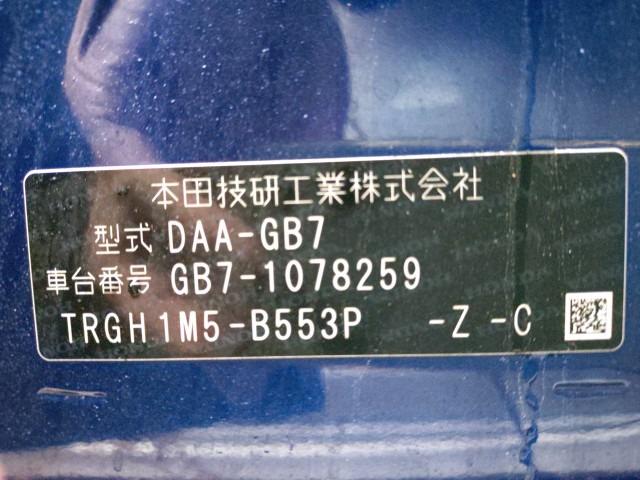 本田技研工業株式会社
型式 DAA-GB7
車台番号 GB7-1078259
TRGH1M5-B553P -Z -C